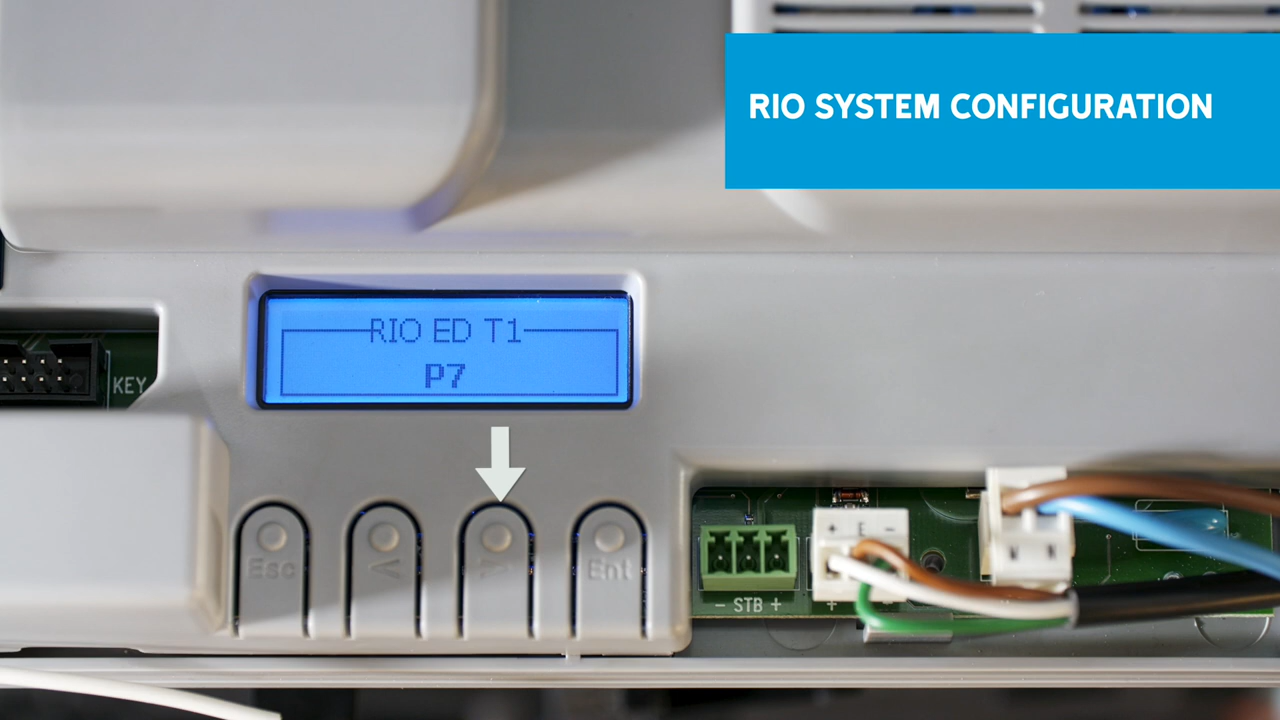 RIO SYSTEM CONFIGURATION
RIO ED T1
P7
KEY
Esc
Ent
+ E -
- STB +
+